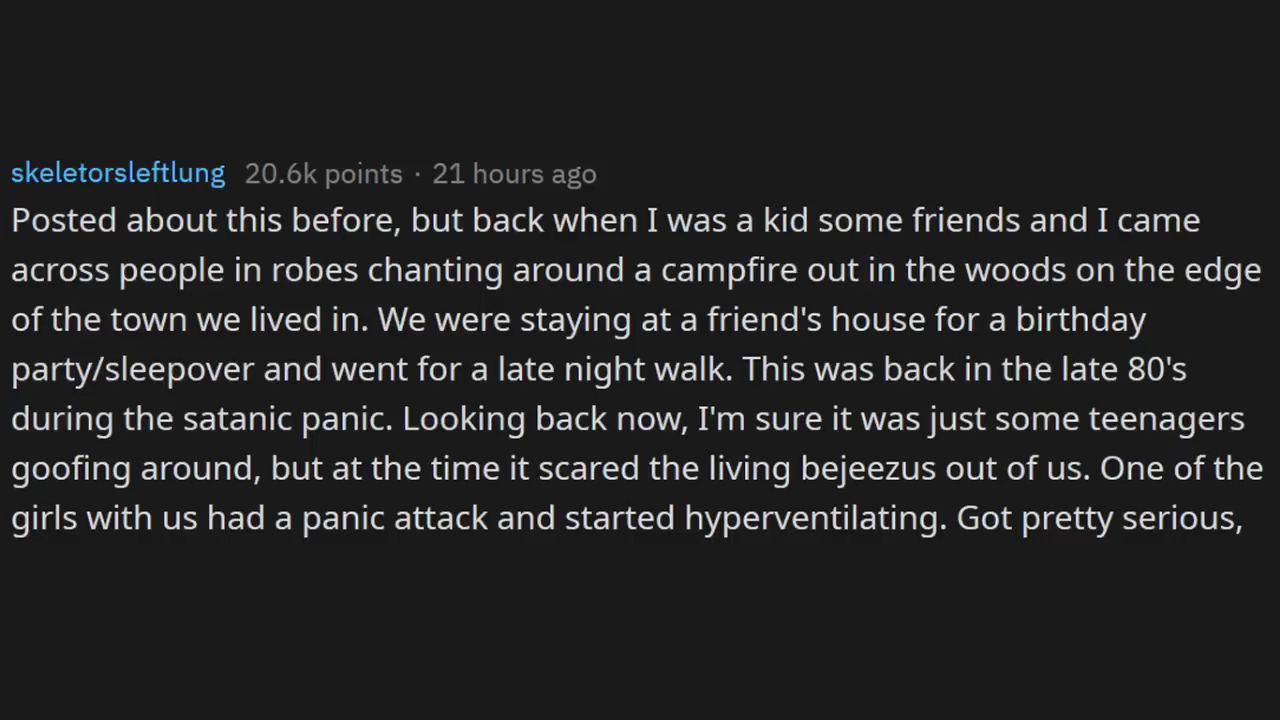 skeletorsleftlung 20.6k points · 21 hours ago
Posted about this before, but back when I was a kid some friends and I came
across people in robes chanting around a campfire out in the woods on the edge
of the town we lived in. We were staying at a friend's house for a birthday
party/sleepover and went for a late night walk. This was back in the late 80's
during the satanic panic. Looking back now, I'm sure it was just some teenagers
goofing around, but at the time it scared the living bejeezus out of us. One of the
girls with us had a panic attack and started hyperventilating. Got pretty serious,